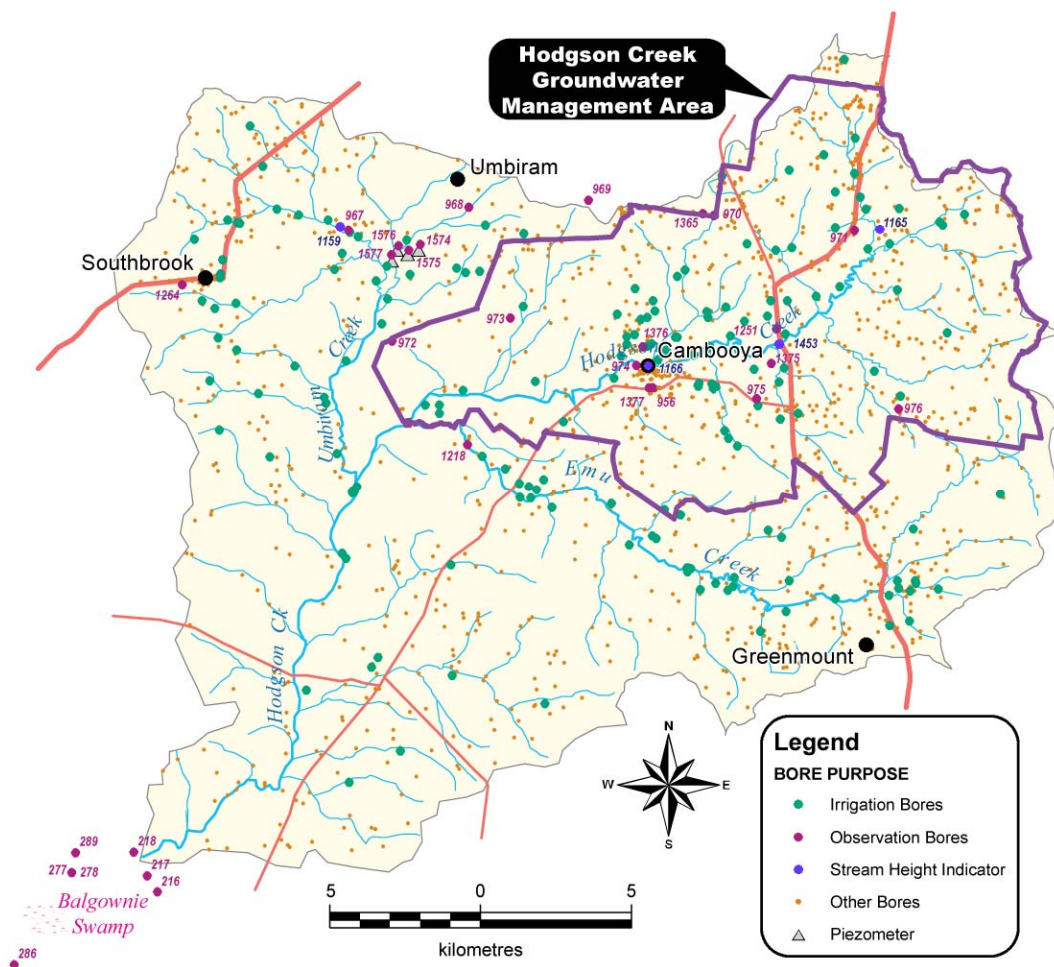 Hodgson Creek
Groundwater
Management Area
Umbiram
969
968
967
1159
1576
1574
1577
1575
1365
970
971
1165
Southbrook
1264
973
972
Creek
Umbiram
1376
1251
Creek
Hodgson
Cambooya
1453
974
1166
1375
1377
956
975
976
1218
Emu
Creek
Greenmount
Hodgson Ck
N
W
E
S
289
218
277
278
217
216
Balgownie
Swamp
286
5
0
5
kilometres
Legend
BORE PURPOSE
Irrigation Bores
Observation Bores
Stream Height Indicator
Other Bores
Piezometer